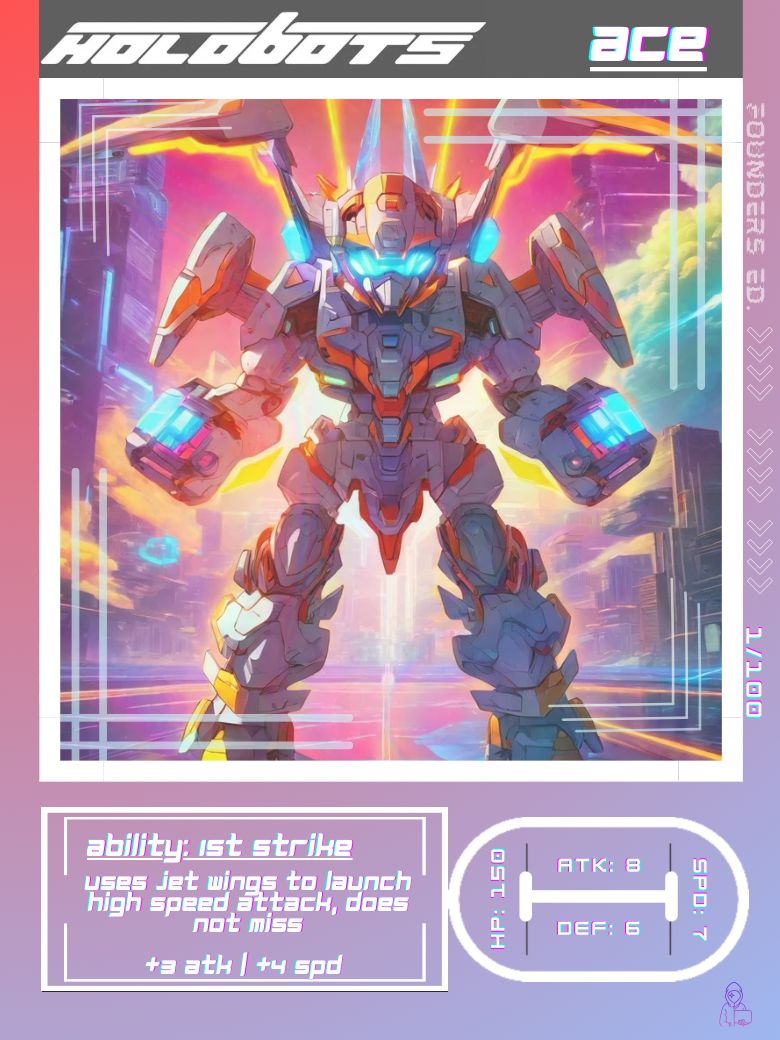 HOLOBOTS
ace
FOUNDERS ED.
1/100
ability: 1st strike
uses jet wings to launch
high speed attack, does
not miss
+3 atk | +4 spd
HP: 150
ATK: 8
DEF: 6
SPD: 7